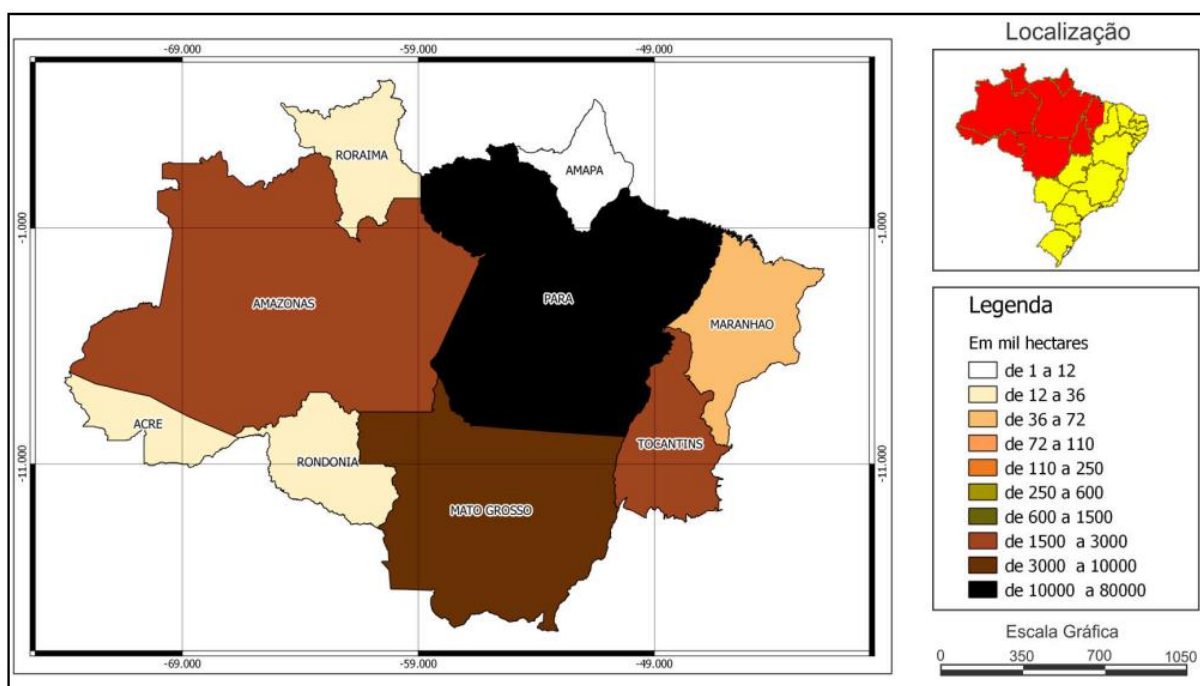 -69.000 -59.000 -49.000
Localização
RORAIMA
AMAPA
-1.000 -1.000
AMAZONAS
PARA
MARANHAO
ACRE
RONDONIA
TOCANTINS
-11.000 -11.000
MATO GROSSO
-69.000 -59.000 -49.000
Legenda
Em mil hectares
de 1 a 12
de 12 a 36
de 36 a 72
de 72 a 110
de 110 a 250
de 250 a 600
de 600 a 1500
de 1500 a 3000
de 3000 a 10000
de 10000 a 80000
Escala Gráfica
0 350 700 1050